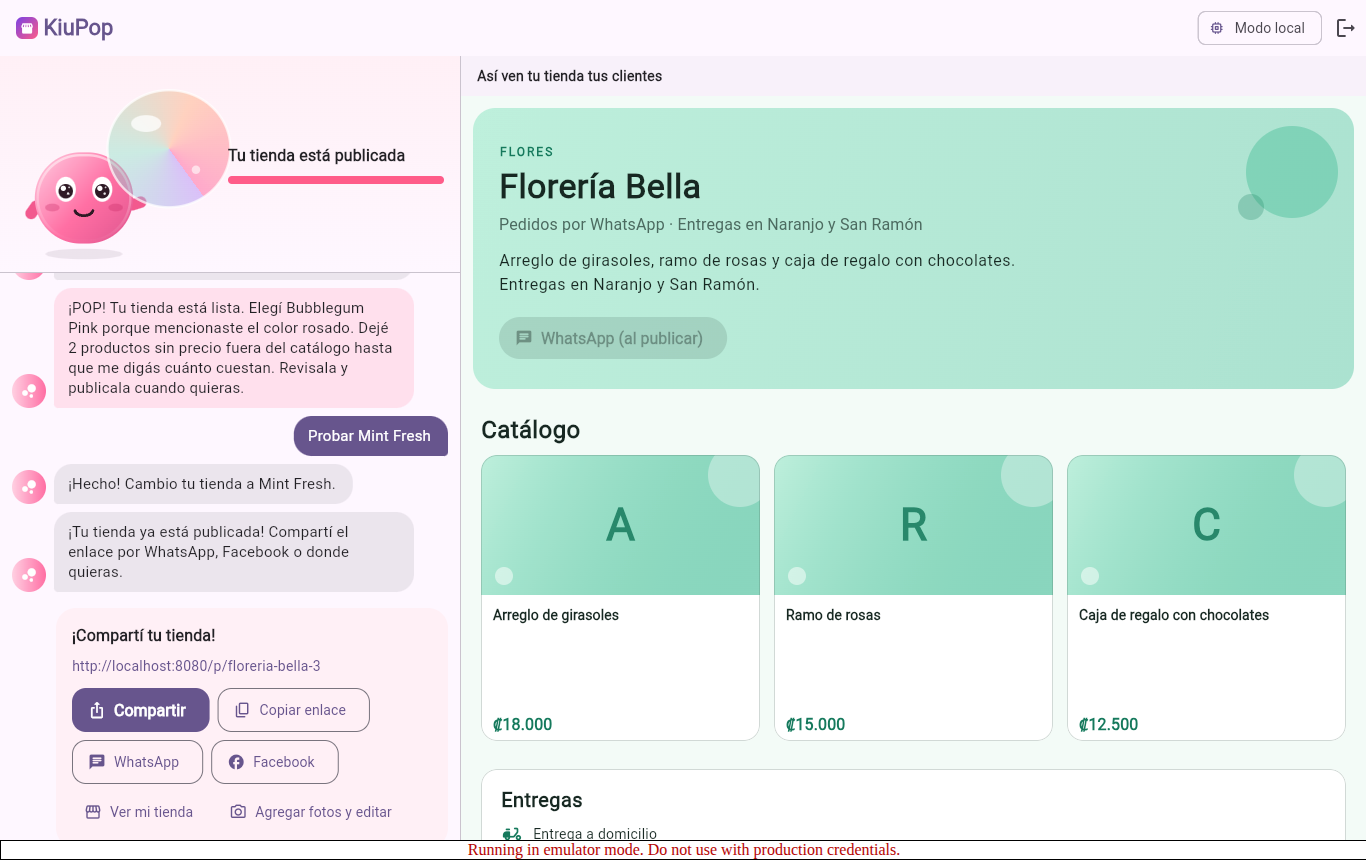 KiuPop
Modo local
Tu tienda está publicada
¡POP! Tu tienda está lista. Elegí Bubblegum
Pink porque mencionaste el color rosado. Dejé
2 productos sin precio fuera del catálogo hasta
que me digás cuánto cuestan. Revisala y
publicala cuando quieras.
Probar Mint Fresh
¡Hecho! Cambio tu tienda a Mint Fresh.
¡Tu tienda ya está publicada! Compartí el
enlace por WhatsApp, Facebook o donde
quieras.
¡Compartí tu tienda!
http://localhost:8080/p/floreria-bella-3
Compartir
Copiar enlace
WhatsApp
Facebook
Ver mi tienda
Agregar fotos y editar
Así ven tu tienda tus clientes
FLORES
Florería Bella
Pedidos por WhatsApp · Entregas en Naranjo y San Ramón
Arreglo de girasoles, ramo de rosas y caja de regalo con chocolates.
Entregas en Naranjo y San Ramón.
WhatsApp (al publicar)
Catálogo
A
Arreglo de girasoles
₡18.000
R
Ramo de rosas
₡15.000
C
Caja de regalo con chocolates
₡12.500
Entregas
Entrega a domicilio
Running in emulator mode. Do not use with production credentials.